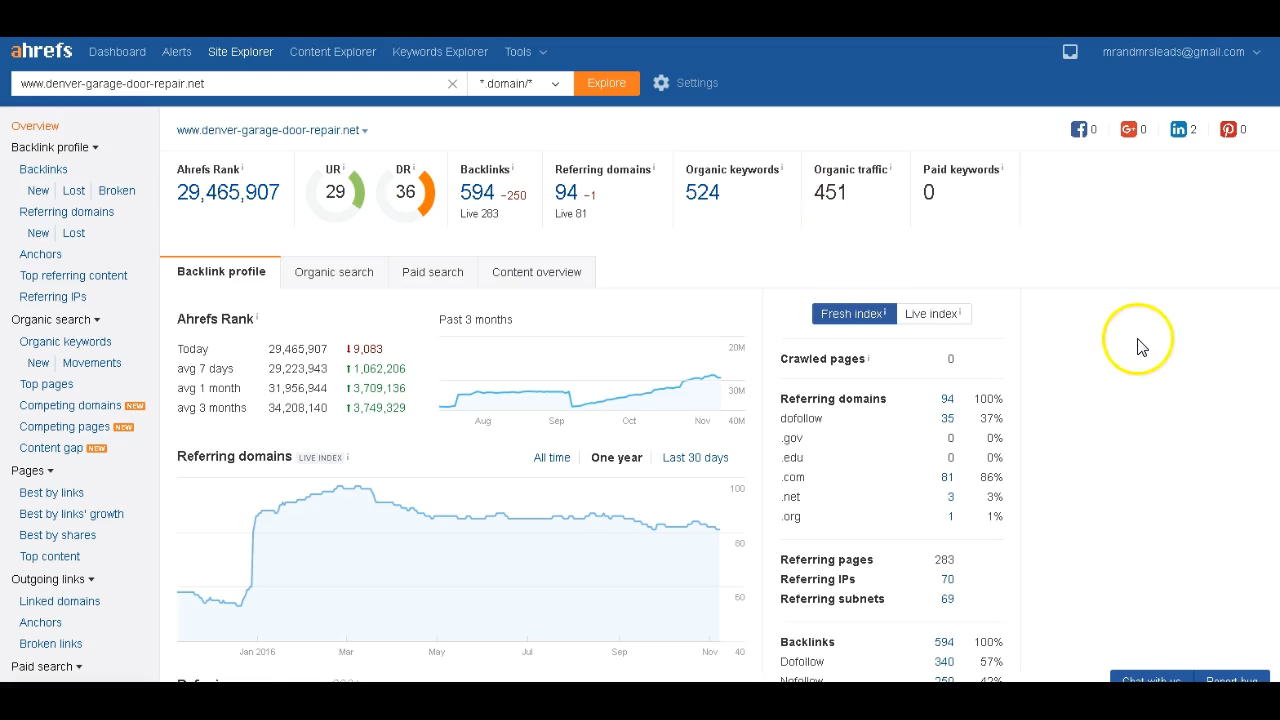 ahrefs Dashboard Alerts Site Explorer Content Explorer Keywords Explorer Tools mrandmrsleads@gmail.com
www.denver-garage-door-repair.net *.domain/* Explore Settings
Overview
Backlink profile
Backlinks
New Lost Broken
Referring domains
New Lost
Anchors
Top referring content
Referring IPs
Organic search
Organic keywords
New Movements
Top pages
Competing domains NEW
Competing pages NEW
Content gap NEW
Pages
Best by links
Best by links' growth
Best by shares
Top content
Outgoing links
Linked domains
Anchors
Broken links
Paid search
www.denver-garage-door-repair.net 0 0 2 0
Ahrefs Rank i
29,465,907
UR i
29
DR i
36
Backlinks i
594 -250
Live 283
Referring domains i
94 -1
Live 81
Organic keywords i
524
Organic traffic i
451
Paid keywords i
0
Backlink profile Organic search Paid search Content overview
Ahrefs Rank i
Today 29,465,907 9,083
avg 7 days 29,223,943 1,062,206
avg 1 month 31,956,944 3,709,136
avg 3 months 34,208,140 3,749,329
Past 3 months
20M
30M
40M
Aug Sep Oct Nov
Referring domains LIVE INDEX i All time One year Last 30 days
100
80
60
40
Jan 2016 Mar May Jul Sep Nov
Fresh index i Live index i
Crawled pages i 0
Referring domains 94 100%
dofollow 35 37%
.gov 0 0%
.edu 0 0%
.com 81 86%
.net 3 3%
.org 1 1%
Referring pages 283
Referring IPs 70
Referring subnets 69
Backlinks 594 100%
Dofollow 340 57%
Nofollow 250 42%
Chat with us Report bug